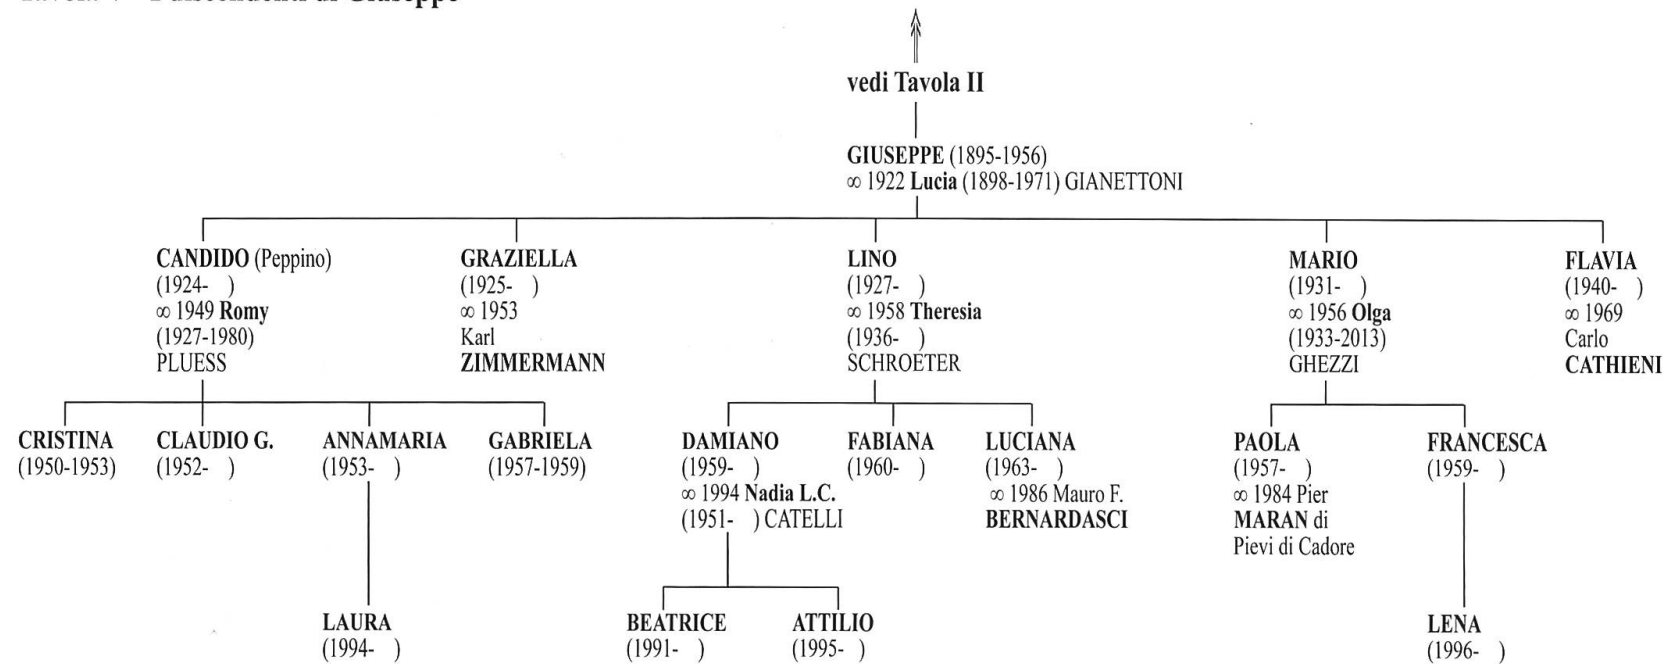 vedi Tavola II
GIUSEPPE (1895-1956)
∞ 1922 Lucia (1898-1971) GIANETTONI
CANDIDO (Peppino)
(1924- )
∞ 1949 Romy
(1927-1980)
PLUESS
GRAZIELLA
(1925- )
∞ 1953
Karl
ZIMMERMANN
LINO
(1927- )
∞ 1958 Theresia
(1936- )
SCHROETER
MARIO
(1931- )
∞ 1956 Olga
(1933-2013)
GHEZZI
FLAVIA
(1940- )
∞ 1969
Carlo
CATHIENI
CRISTINA
(1950-1953)
CLAUDIO G.
(1952- )
ANNAMARIA
(1953- )
GABRIELA
(1957-1959)
DAMIANO
(1959- )
∞ 1994 Nadia L.C.
(1951- ) CATELLI
FABIANA
(1960- )
LUCIANA
(1963- )
∞ 1986 Mauro F.
BERNARDASCI
PAOLA
(1957- )
∞ 1984 Pier
MARAN di
Pievi di Cadore
FRANCESCA
(1959- )
LAURA
(1994- )
BEATRICE
(1991- )
ATTILIO
(1995- )
LENA
(1996- )